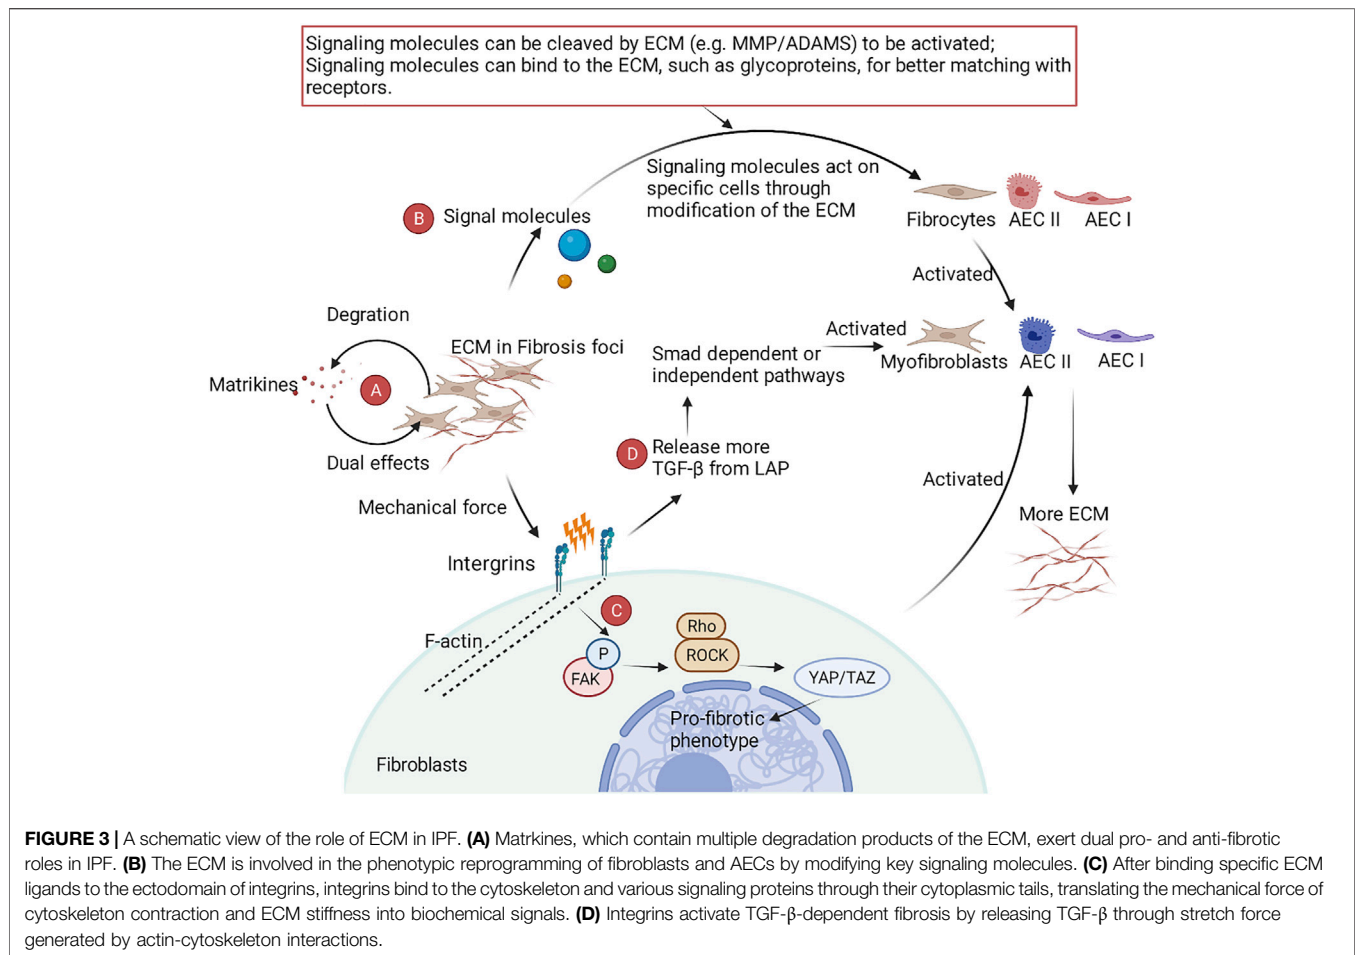 Signaling molecules can be cleaved by ECM (e.g. MMP/ADAMS) to be activated;
Signaling molecules can bind to the ECM, such as glycoproteins, for better matching with
receptors.
Signaling molecules act on
specific cells through
modification of the ECM
B
Signal molecules
Fibrocytes
AEC II
AEC I
Activated
Degration
ECM in Fibrosis foci
Matrikines
A
Dual effects
Smad dependent or
independent pathways
Activated
Myofibroblasts
AEC II
AEC I
D
Release more
TGF-β from LAP
Mechanical force
Activated
More ECM
Intergrins
C
F-actin
P
FAK
Rho
ROCK
YAP/TAZ
Pro-fibrotic
phenotype
Fibroblasts
FIGURE 3 | A schematic view of the role of ECM in IPF. (A) Matrkines, which contain multiple degradation products of the ECM, exert dual pro- and anti-fibrotic
roles in IPF. (B) The ECM is involved in the phenotypic reprogramming of fibroblasts and AECs by modifying key signaling molecules. (C) After binding specific ECM
ligands to the ectodomain of integrins, integrins bind to the cytoskeleton and various signaling proteins through their cytoplasmic tails, translating the mechanical force of
cytoskeleton contraction and ECM stiffness into biochemical signals. (D) Integrins activate TGF-β-dependent fibrosis by releasing TGF-β through stretch force
generated by actin-cytoskeleton interactions.